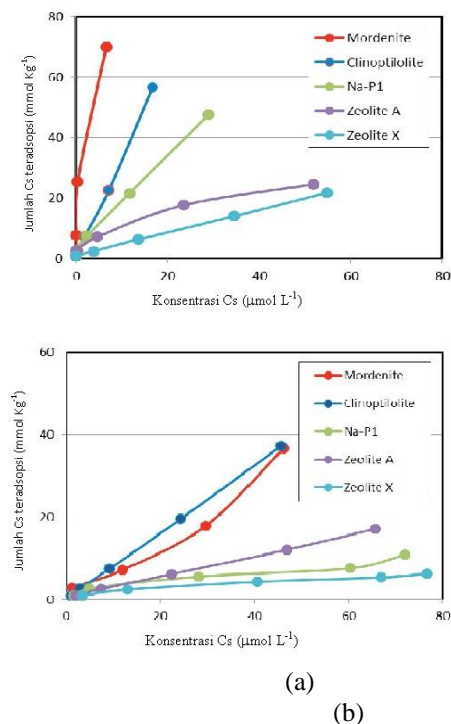 80
60
40
20
0
Jumlah Cs teradsopsi (mmol Kg-1)
Mordenite
Clinoptilolite
Na-P1
Zeolite A
Zeolite X
0 20 40 60 80
Konsentrasi Cs (µmol L-1)
60
40
20
0
Jumlah Cs teradsopsi (mmol Kg-1)
Mordenite
Clinoptilolite
Na-P1
Zeolite A
Zeolite X
0 20 40 60 80
Konsentrasi Cs (µmol L-1)
(a)
(b)